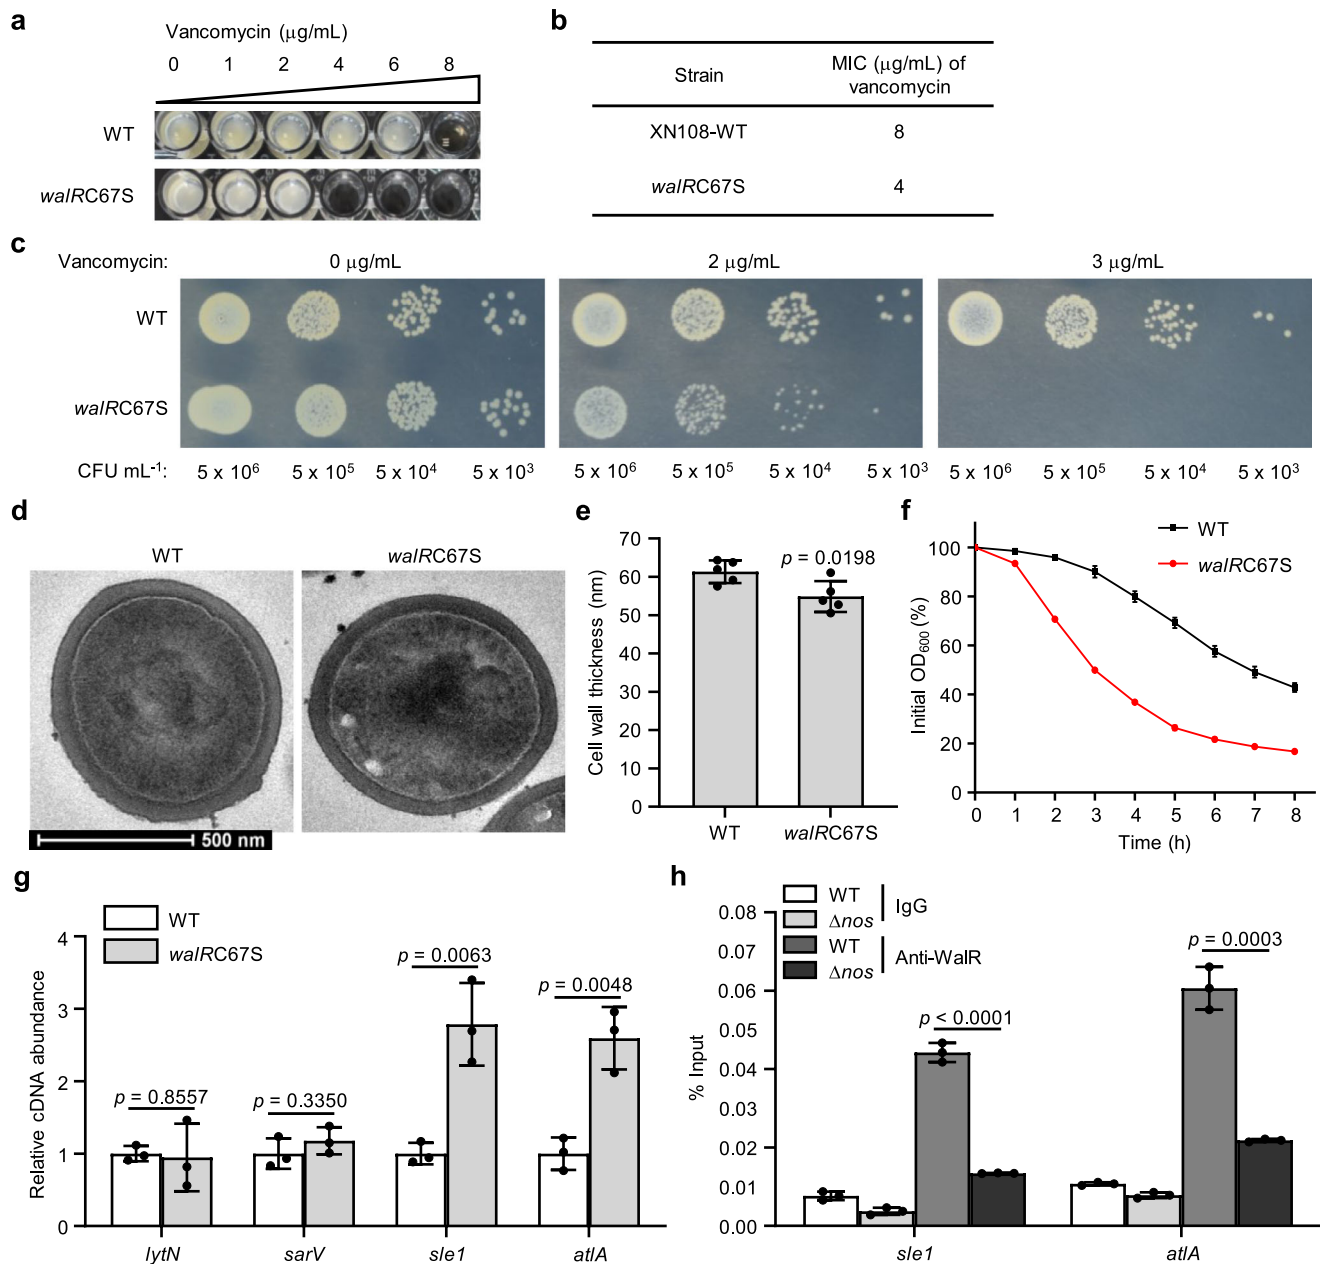 a
Vancomycin (μg/mL)
0 1 2 4 6 8
WT
walRC67S
b
Strain MIC (μg/mL) of vancomycin
XN108-WT 8
walRC67S 4
c
Vancomycin: 0 μg/mL 2 μg/mL 3 μg/mL
WT
walRC67S
CFU mL⁻¹: 5 x 10⁶ 5 x 10⁵ 5 x 10⁴ 5 x 10³ 5 x 10⁶ 5 x 10⁵ 5 x 10⁴ 5 x 10³ 5 x 10⁶ 5 x 10⁵ 5 x 10⁴ 5 x 10³
d
WT walRC67S
500 nm
e
Cell wall thickness (nm)
70
60
50
40
30
20
10
0
p = 0.0198
WT walRC67S
f
WT
walRC67S
Initial OD₆₀₀ (%)
100
80
60
40
20
0
0 1 2 3 4 5 6 7 8
Time (h)
g
WT
walRC67S
Relative cDNA abundance
4
3
2
1
0
p = 0.8557
p = 0.3350
p = 0.0063
p = 0.0048
lytN sarV sle1 atlA
h
WT
Δnos
IgG
WT
Δnos
Anti-WalR
% Input
0.08
0.07
0.06
0.05
0.04
0.03
0.02
0.01
0.00
p < 0.0001
p = 0.0003
sle1 atlA